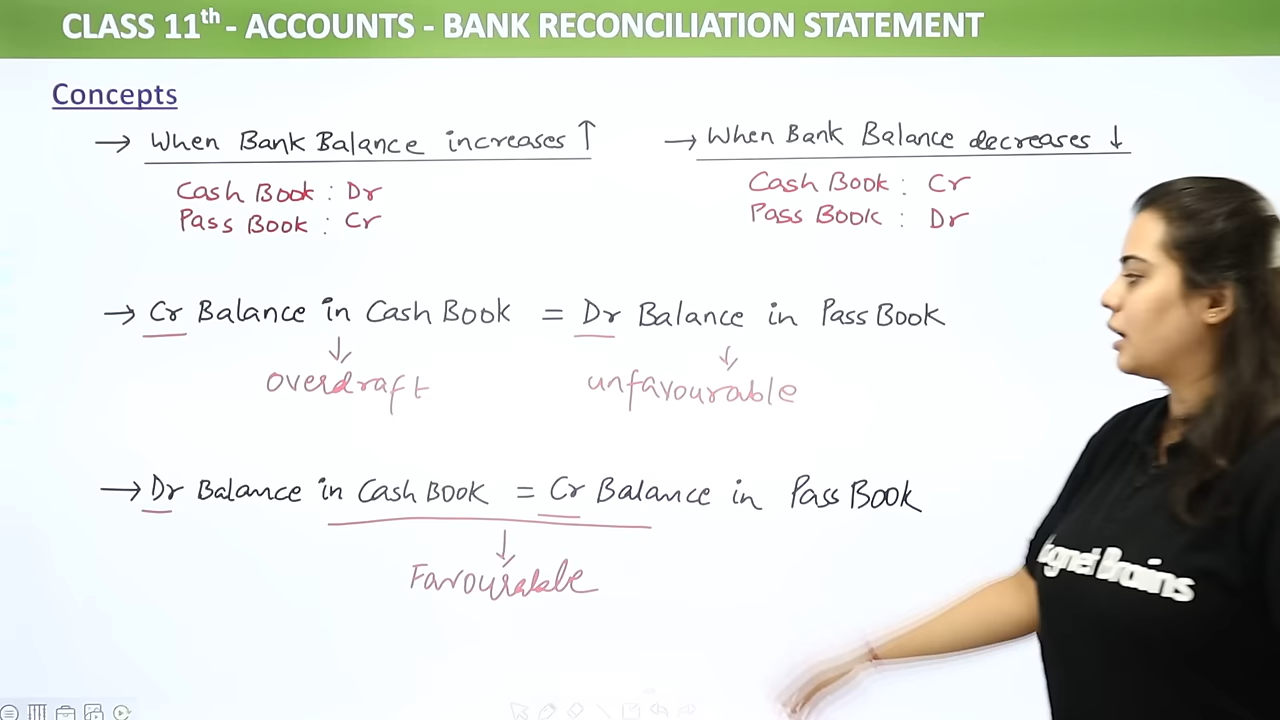 CLASS 11th - ACCOUNTS - BANK RECONCILIATION STATEMENT
Concepts
→ When Bank Balance increases ↑
Cash Book : Dr
Pass Book : Cr
→ When Bank Balance decreases ↓
Cash Book : Cr
Pass Book : Dr
→ Cr Balance in Cash Book = Dr Balance in Pass Book
↓ ↓
overdraft unfavourable
→ Dr Balance in Cash Book = Cr Balance in Pass Book
↓
Favourable
Brains